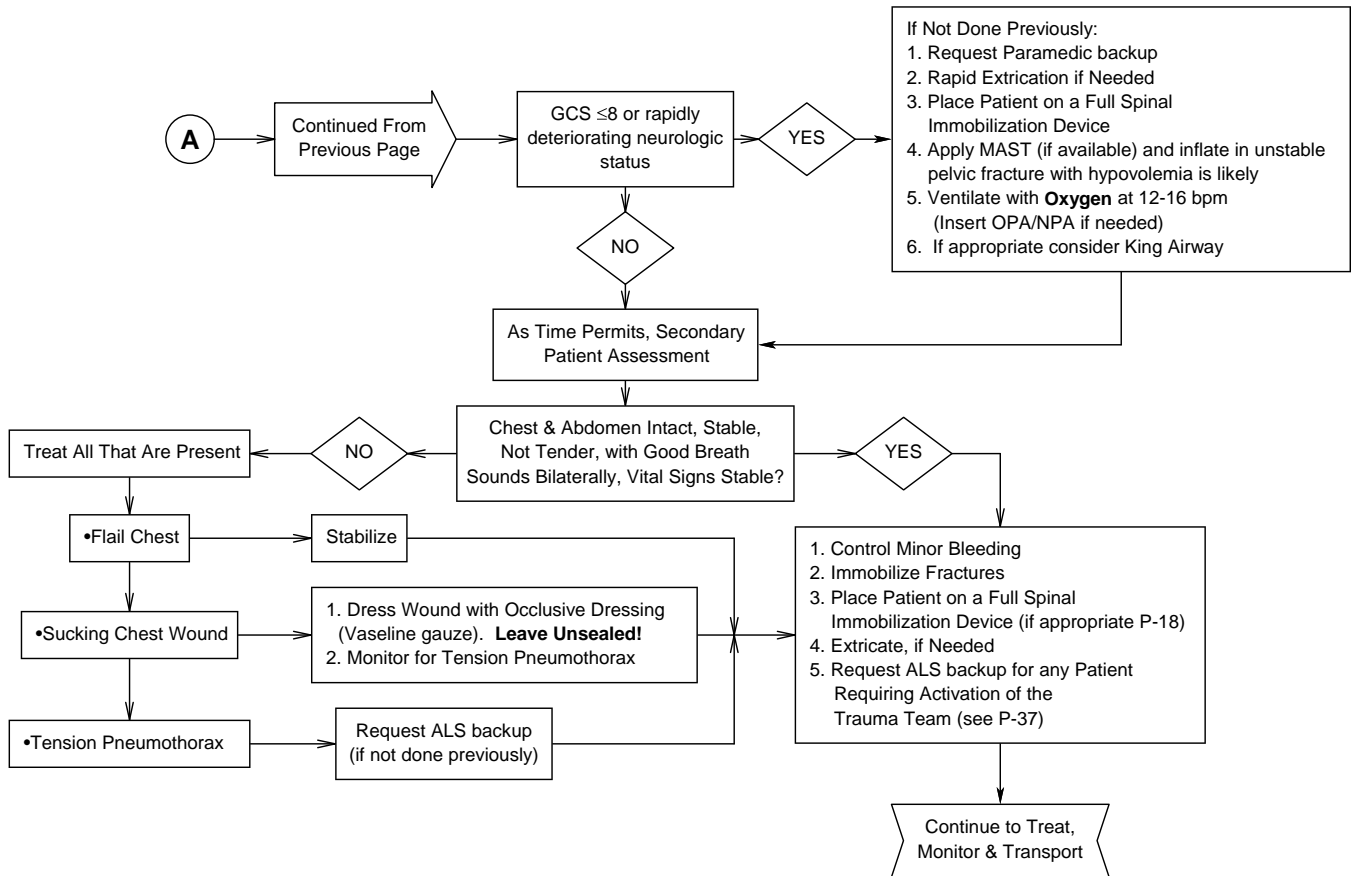 A
Continued From
Previous Page
GCS ≤8 or rapidly
deteriorating neurologic
status
YES
If Not Done Previously:
1. Request Paramedic backup
2. Rapid Extrication if Needed
3. Place Patient on a Full Spinal
Immobilization Device
4. Apply MAST (if available) and inflate in unstable
pelvic fracture with hypovolemia is likely
5. Ventilate with Oxygen at 12-16 bpm
(Insert OPA/NPA if needed)
6. If appropriate consider King Airway
NO
As Time Permits, Secondary
Patient Assessment
Chest & Abdomen Intact, Stable,
Not Tender, with Good Breath
Sounds Bilaterally, Vital Signs Stable?
NO
YES
Treat All That Are Present
•Flail Chest
Stabilize
•Sucking Chest Wound
1. Dress Wound with Occlusive Dressing
(Vaseline gauze). Leave Unsealed!
2. Monitor for Tension Pneumothorax
•Tension Pneumothorax
Request ALS backup
(if not done previously)
1. Control Minor Bleeding
2. Immobilize Fractures
3. Place Patient on a Full Spinal
Immobilization Device (if appropriate P-18)
4. Extricate, if Needed
5. Request ALS backup for any Patient
Requiring Activation of the
Trauma Team (see P-37)
Continue to Treat,
Monitor & Transport